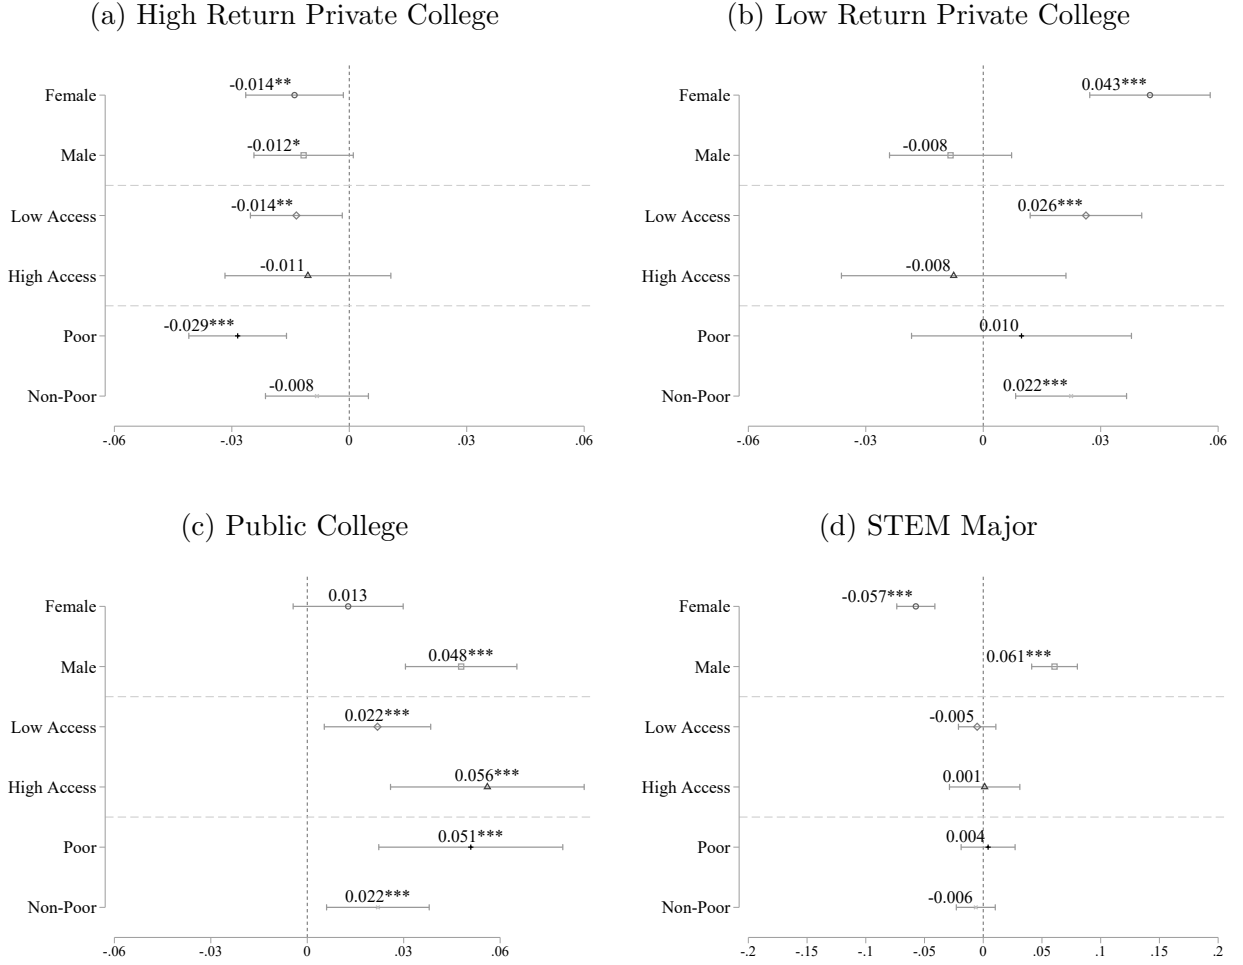 (a) High Return Private College
Female -0.014**
Male -0.012*
Low Access -0.014**
High Access -0.011
Poor -0.029***
Non-Poor -0.008
-.06 -.03 0 .03 .06
(b) Low Return Private College
Female 0.043***
Male -0.008
Low Access 0.026***
High Access -0.008
Poor 0.010
Non-Poor 0.022***
-.06 -.03 0 .03 .06
(c) Public College
Female 0.013
Male 0.048***
Low Access 0.022***
High Access 0.056***
Poor 0.051***
Non-Poor 0.022***
-.06 -.03 0 .03 .06
(d) STEM Major
Female -0.057***
Male 0.061***
Low Access -0.005
High Access 0.001
Poor 0.004
Non-Poor -0.006
-.2 -.15 -.1 -.05 0 .05 .1 .15 .2